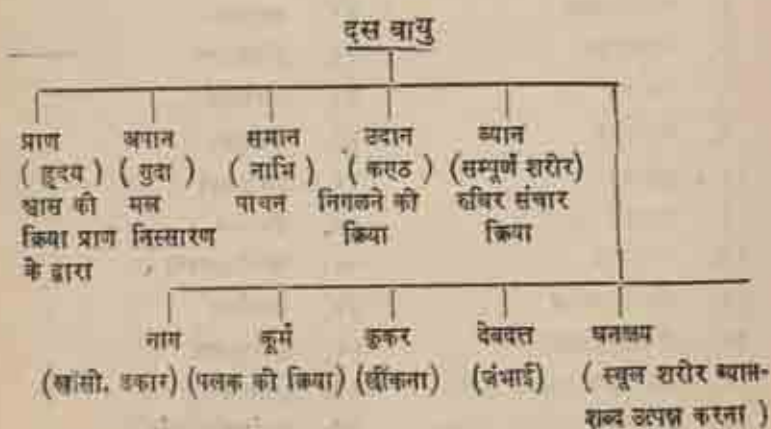 दस वायु
प्राण अपान समान उदान व्यान
( हृदय ) ( गुदा ) ( नाभि ) ( कण्ठ ) (सम्पूर्ण शरीर)
श्वास की मल पाचन निगलने की रुधिर संचार
क्रिया प्राण निस्सारण क्रिया क्रिया
के द्वारा
नाग कूर्म कृकर देवदत्त धनञ्जय
(खांसी. डकार) (पलक की क्रिया) (छींकना) (जंभाई) ( स्थूल शरीर व्याप्त-
शब्द उत्पन्न करना )